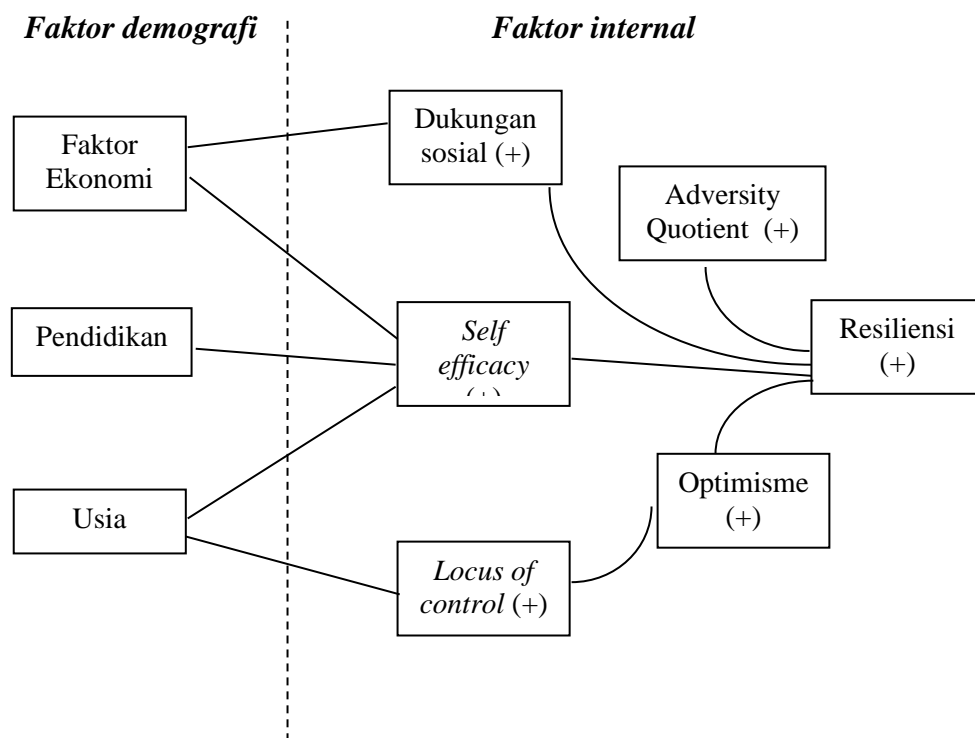 Faktor demografi
Faktor internal
Faktor
Ekonomi
Pendidikan
Usia
Dukungan
sosial (+)
Self
efficacy
(+)
Locus of
control (+)
Adversity
Quotient (+)
Optimisme
(+)
Resiliensi
(+)